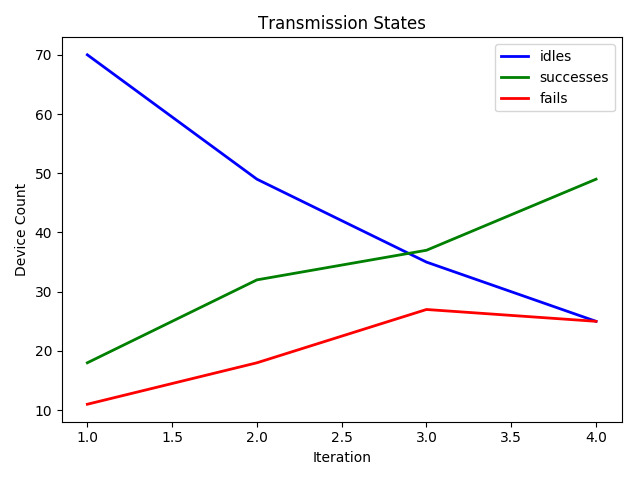 Transmission States
idles
successes
fails
Device Count
70
60
50
40
30
20
10
1.0 1.5 2.0 2.5 3.0 3.5 4.0
Iteration